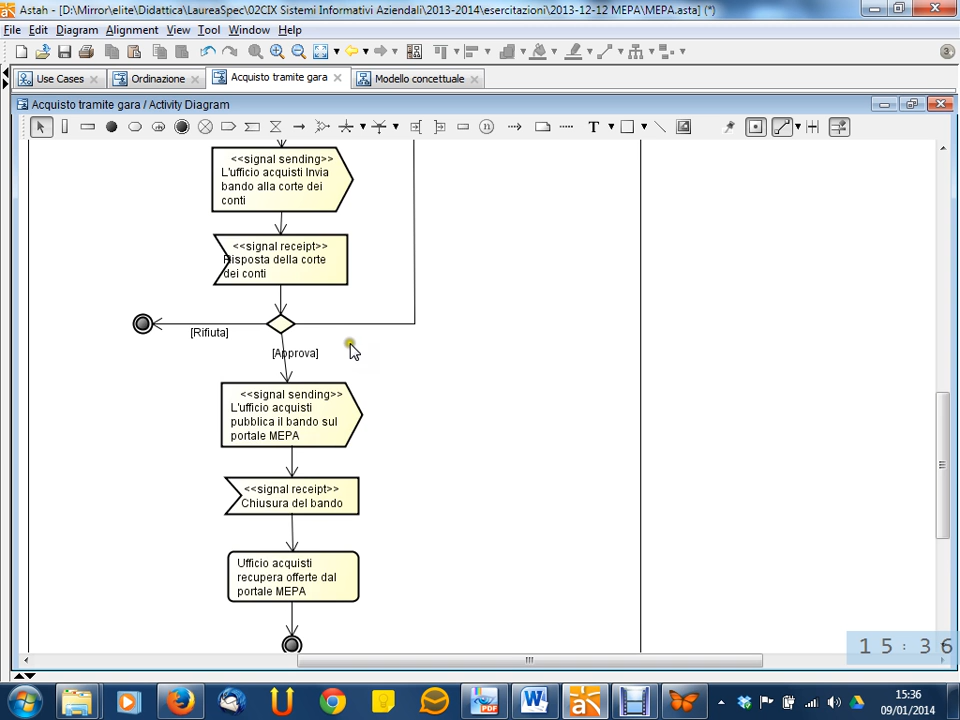 Astah - [D:\Mirror\elite\Didattica\LaureaSpec\02CIX Sistemi Informativi Aziendali\2013-2014\esercitazioni\2013-12-12 MEPA\MEPA.asta] (*)
File Edit Diagram Alignment View Tool Window Help
Use Cases Ordinazione Acquisto tramite gara Modello concettuale
Acquisto tramite gara / Activity Diagram
<<signal sending>>
L'ufficio acquisti Invia
bando alla corte dei
conti
<<signal receipt>>
Risposta della corte
dei conti
[Rifiuta]
[Approva]
<<signal sending>>
L'ufficio acquisti
pubblica il bando sul
portale MEPA
<<signal receipt>>
Chiusura del bando
Ufficio acquisti
recupera offerte dal
portale MEPA
15:36
15:36
09/01/2014